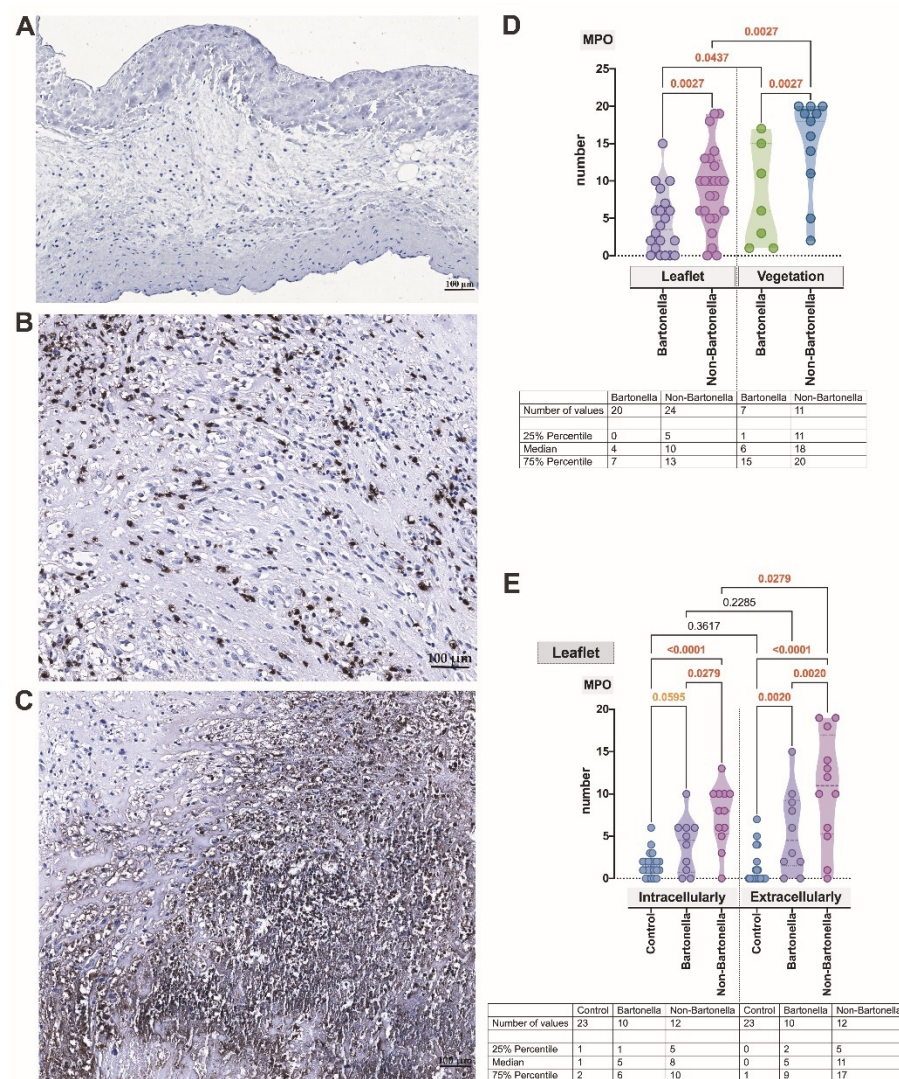 A
100 µm
B
100 µm
C
100 µm
D
MPO
0.0027
0.0437
0.0027
0.0027
25
20
15
10
5
0
number
Leaflet
Vegetation
Bartonella
Non-Bartonella
Bartonella
Non-Bartonella
Bartonella Non-Bartonella Bartonella Non-Bartonella
Number of values 20 24 7 11
25% Percentile 0 5 1 11
Median 4 10 6 18
75% Percentile 7 13 15 20
E
0.0279
0.2285
0.3617
Leaflet
<0.0001
<0.0001
MPO
0.0279
0.0020
0.0595
0.0020
20
15
10
5
0
number
Intracellularly
Extracellularly
Control
Bartonella
Non-Bartonella
Control
Bartonella
Non-Bartonella
Control Bartonella Non-Bartonella Control Bartonella Non-Bartonella
Number of values 23 10 12 23 10 12
25% Percentile 1 1 5 0 2 5
Median 1 5 8 0 5 11
75% Percentile 2 6 10 1 9 17